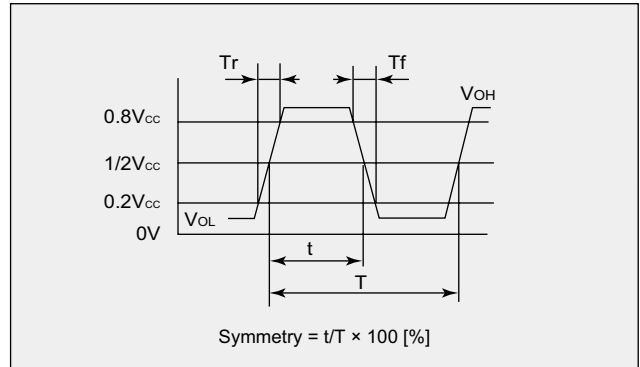 Tr
Tf
VOH
0.8Vcc
1/2Vcc
0.2Vcc
VOL
0V
t
T
Symmetry = t/T × 100 [%]